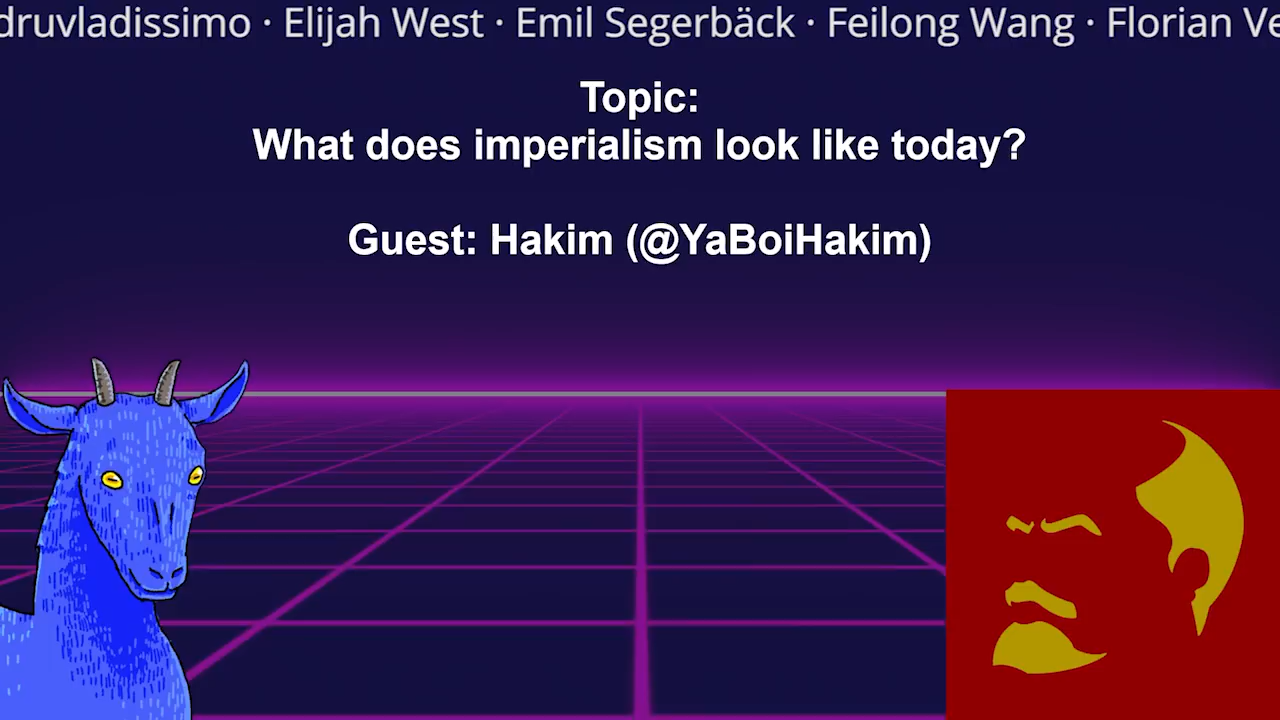 druvladissimo · Elijah West · Emil Segerbäck · Feilong Wang · Florian Ve
Topic:
What does imperialism look like today?
Guest: Hakim (@YaBoiHakim)